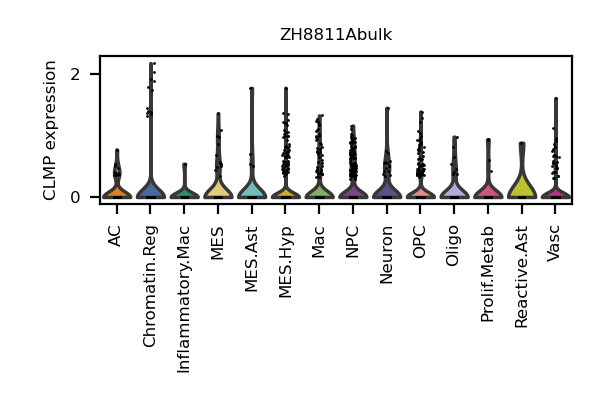 ZH8811Abulk
CLMP expression
2
0
AC
Chromatin.Reg
Inflammatory.Mac
MES
MES.Ast
MES.Hyp
Mac
NPC
Neuron
OPC
Oligo
Prolif.Metab
Reactive.Ast
Vasc